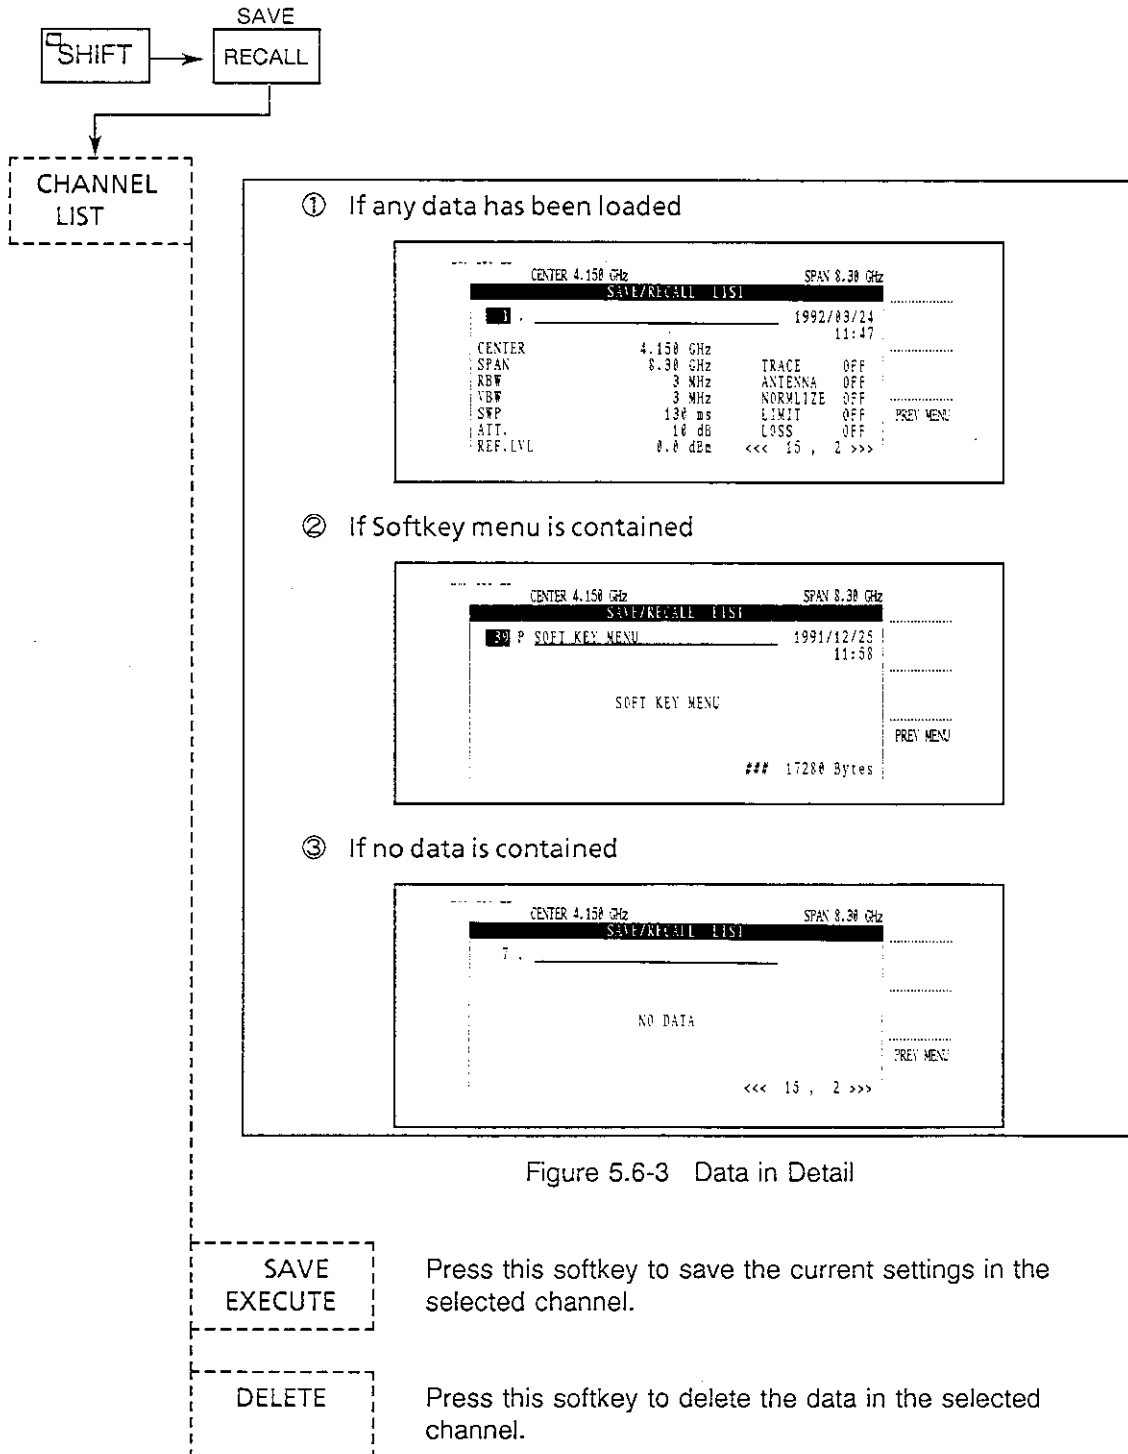 SAVE
SHIFT
RECALL
CHANNEL
LIST
① If any data has been loaded
CENTER 4.150 GHz SPAN 8.30 GHz
SAVE/RECALL LIST
1 . 1992/03/24
11:47
CENTER 4.150 GHz
SPAN 8.30 GHz TRACE OFF
RBW 3 MHz ANTENNA OFF
VBW 3 MHz NORMLIZE OFF
SWP 130 ms LIMIT OFF PREV MENU
ATT. 10 dB LOSS OFF
REF.LVL 0.0 dBm <<< 15 , 2 >>>
② If Softkey menu is contained
CENTER 4.150 GHz SPAN 8.30 GHz
SAVE/RECALL LIST
39 P SOFT KEY MENU 1991/12/25
11:58
SOFT KEY MENU
PREV MENU
### 17280 Bytes
③ If no data is contained
CENTER 4.150 GHz SPAN 8.30 GHz
SAVE/RECALL LIST
7 .
NO DATA
PREV MENU
<<< 15 , 2 >>>
Figure 5.6-3 Data in Detail
SAVE
EXECUTE
Press this softkey to save the current settings in the
selected channel.
DELETE
Press this softkey to delete the data in the selected
channel.